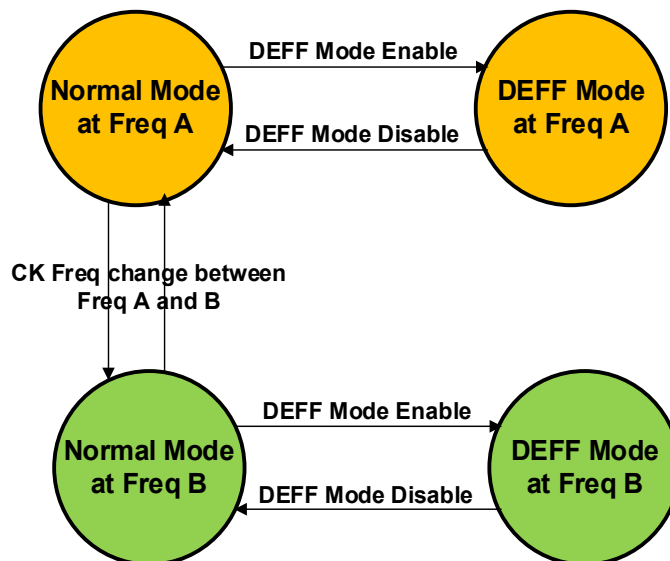 DEFF Mode Enable
Normal Mode
at Freq A
DEFF Mode
at Freq A
DEFF Mode Disable
CK Freq change between
Freq A and B
DEFF Mode Enable
Normal Mode
at Freq B
DEFF Mode
at Freq B
DEFF Mode Disable